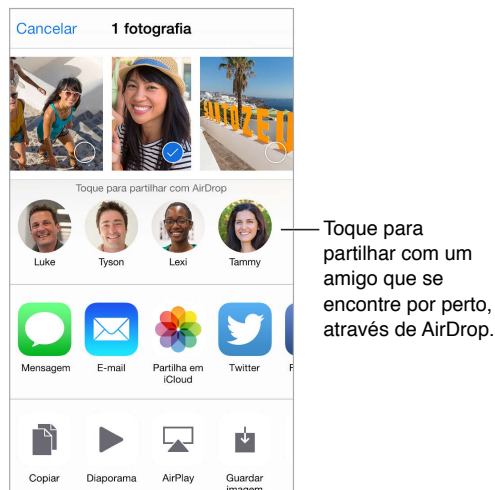 Cancelar 1 fotografia
Toque para partilhar com AirDrop
Luke Tyson Lexi Tammy
Toque para
partilhar com um
amigo que se
encontre por perto,
através de AirDrop.
Mensagem E-mail Partilha em Twitter
iCloud
Copiar Diaporama AirPlay Guardar
imagem